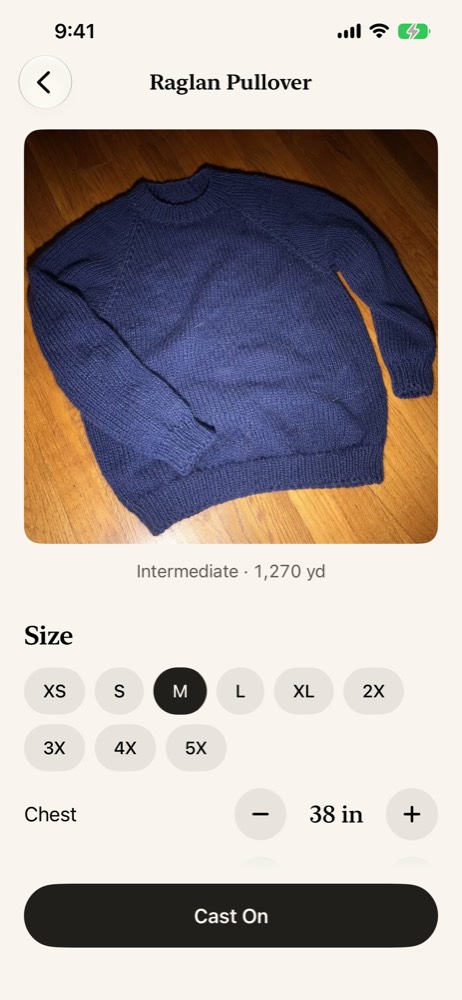 9:41
Raglan Pullover
Intermediate · 1,270 yd
Size
XS S M L XL 2X
3X 4X 5X
Chest − 38 in +
Cast On